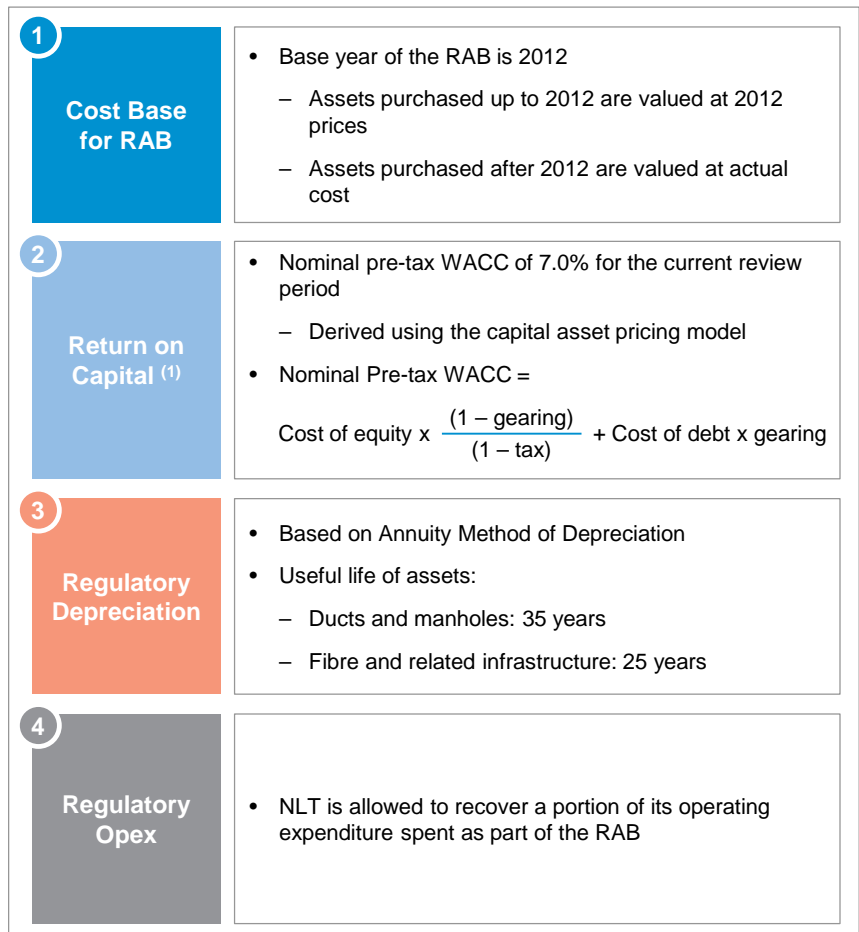 1
Cost Base
for RAB
• Base year of the RAB is 2012
– Assets purchased up to 2012 are valued at 2012
prices
– Assets purchased after 2012 are valued at actual
cost
2
Return on
Capital (1)
• Nominal pre-tax WACC of 7.0% for the current review
period
– Derived using the capital asset pricing model
• Nominal Pre-tax WACC =
Cost of equity x (1 – gearing) / (1 – tax) + Cost of debt x gearing
3
Regulatory
Depreciation
• Based on Annuity Method of Depreciation
• Useful life of assets:
– Ducts and manholes: 35 years
– Fibre and related infrastructure: 25 years
4
Regulatory
Opex
• NLT is allowed to recover a portion of its operating
expenditure spent as part of the RAB